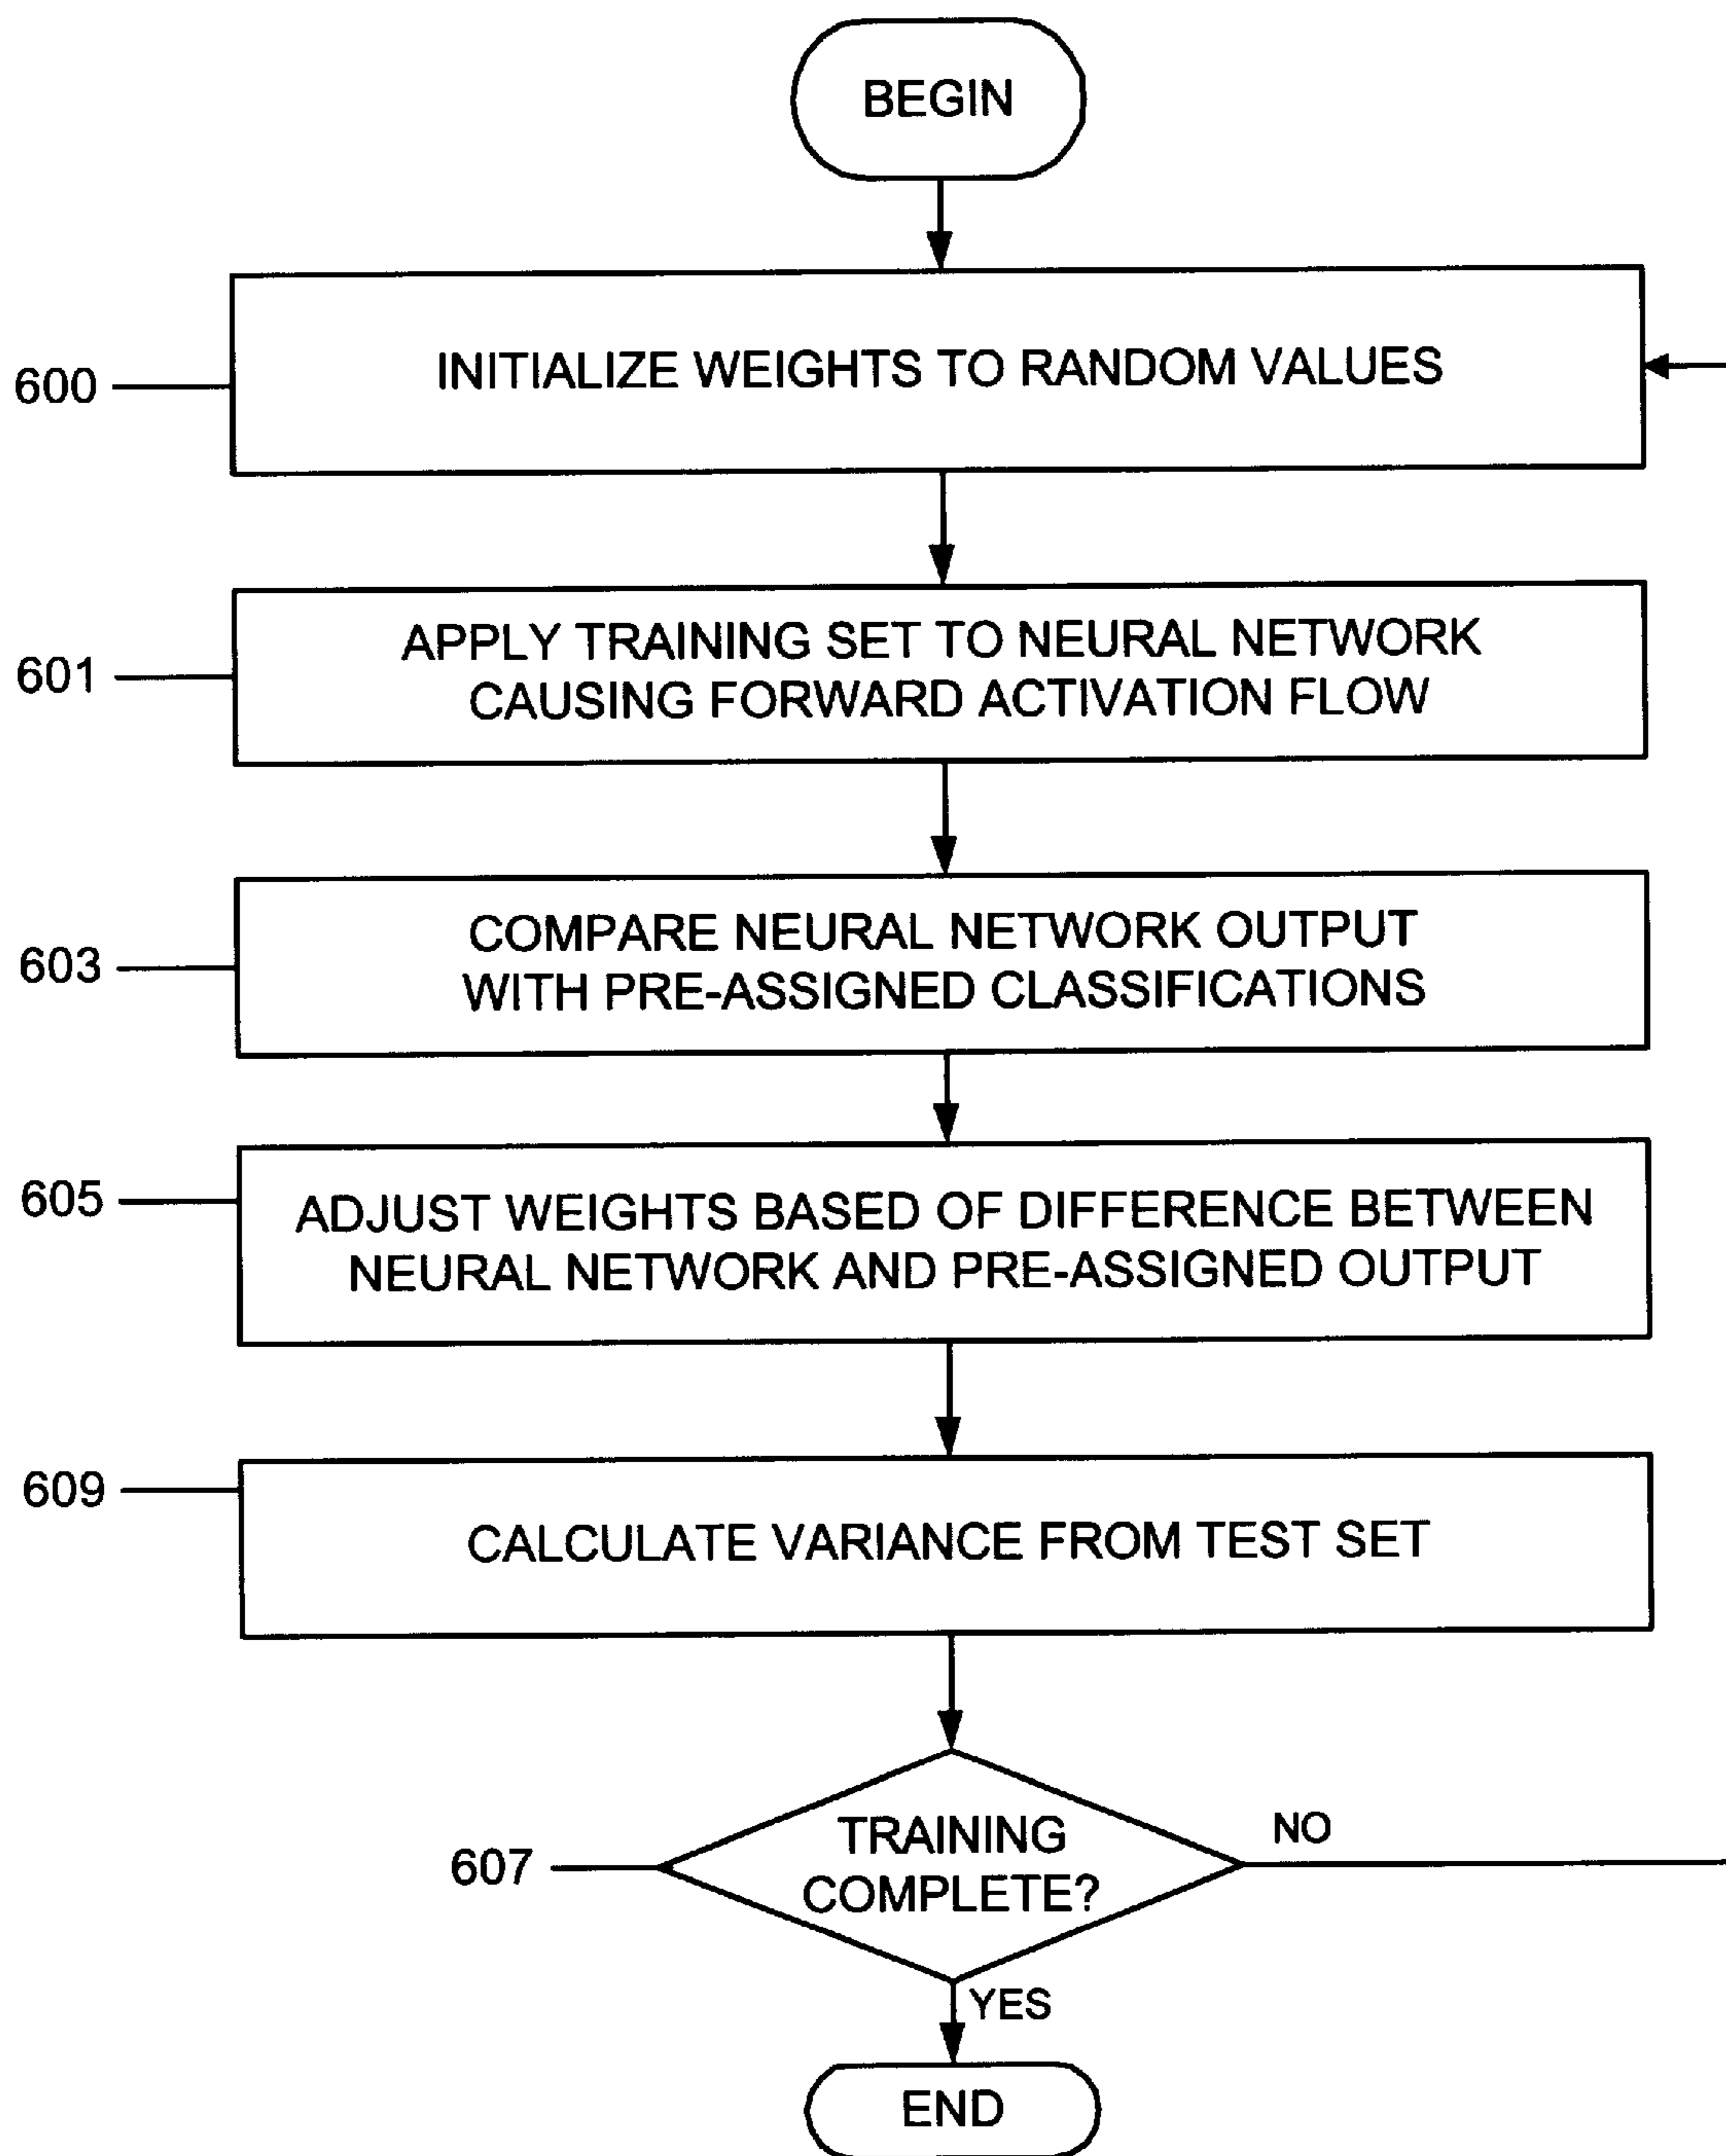 BEGIN
600
INITIALIZE WEIGHTS TO RANDOM VALUES
601
APPLY TRAINING SET TO NEURAL NETWORK
CAUSING FORWARD ACTIVATION FLOW
603
COMPARE NEURAL NETWORK OUTPUT
WITH PRE-ASSIGNED CLASSIFICATIONS
605
ADJUST WEIGHTS BASED OF DIFFERENCE BETWEEN
NEURAL NETWORK AND PRE-ASSIGNED OUTPUT
609
CALCULATE VARIANCE FROM TEST SET
607
TRAINING
COMPLETE?
NO
YES
END